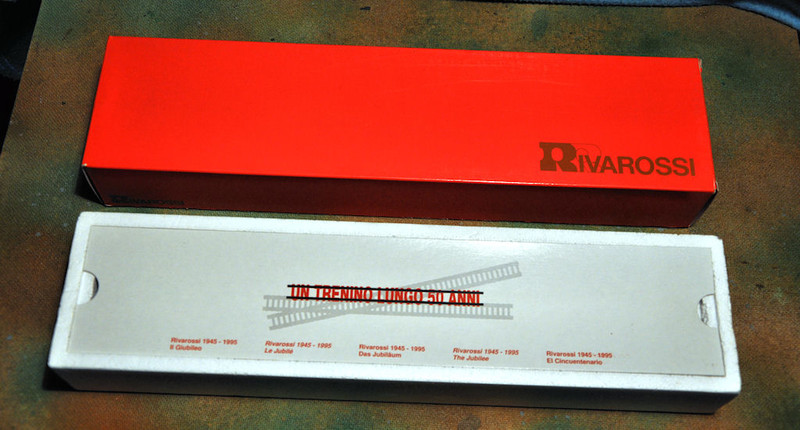 RIVAROSSI
RIVAROSSI
UN TRENINO LUNGO 50 ANNI
Rivarossi 1945 - 1995
Il Giubileo
Rivarossi 1945 - 1995
Le Jubilé
Rivarossi 1945 - 1995
Das Jubiläum
Rivarossi 1945 - 1995
The Jubilee
Rivarossi 1945 - 1995
El Cincuentenario